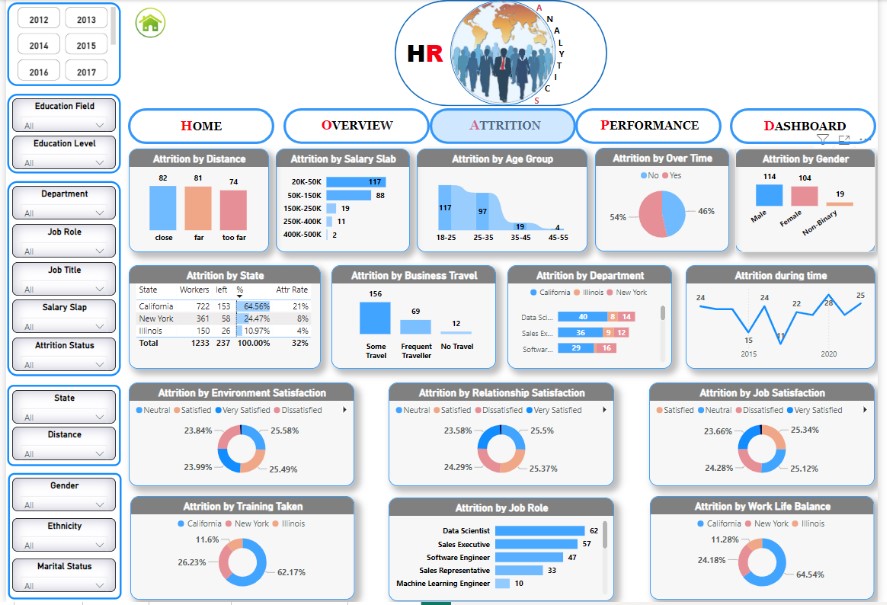 2012 2013
2014 2015
2016 2017
Education Field
All
Education Level
All
Department
All
Job Role
All
Job Title
All
Salary Slap
All
Attrition Status
All
State
All
Distance
All
Gender
All
Ethnicity
All
Marital Status
All
HR
ANALYTICS
HOME OVERVIEW ATTRITION PERFORMANCE DASHBOARD
Attrition by Distance
82 81 74
close far too far
Attrition by Salary Slab
20K-50K 117
50K-150K 88
150K-250K 19
250K-400K 11
400K-500K 2
Attrition by Age Group
117 97 19 4
18-25 25-35 35-45 45-55
Attrition by Over Time
No Yes
54% 46%
Attrition by Gender
114 104 19
Male Female Non-Binary
Attrition by State
State Workers left % Attr Rate
California 722 153 64.56% 21%
New York 361 58 24.47% 8%
Illinois 150 26 10.97% 4%
Total 1233 237 100.00% 32%
Attrition by Business Travel
156 69 12
Some Travel Frequent Traveller No Travel
Attrition by Department
California Illinois New York
Data Sci... 40 8 14
Sales Ex... 36 9 12
Softwar... 29 16
Attrition during time
24 15 24 11 22 28 25
2015 2020
Attrition by Environment Satisfaction
Neutral Satisfied Very Satisfied Dissatisfied
23.84% 25.58%
23.99% 25.49%
Attrition by Relationship Satisfaction
Neutral Satisfied Dissatisfied Very Satisfied
23.58% 25.5%
24.29% 25.37%
Attrition by Job Satisfaction
Satisfied Neutral Dissatisfied Very Satisfied
23.66% 25.34%
24.28% 25.12%
Attrition by Training Taken
California New York Illinois
11.6%
26.23%
62.17%
Attrition by Job Role
Data Scientist 62
Sales Executive 57
Software Engineer 47
Sales Representative 33
Machine Learning Engineer 10
Attrition by Work Life Balance
California New York Illinois
11.28%
24.18%
64.54%